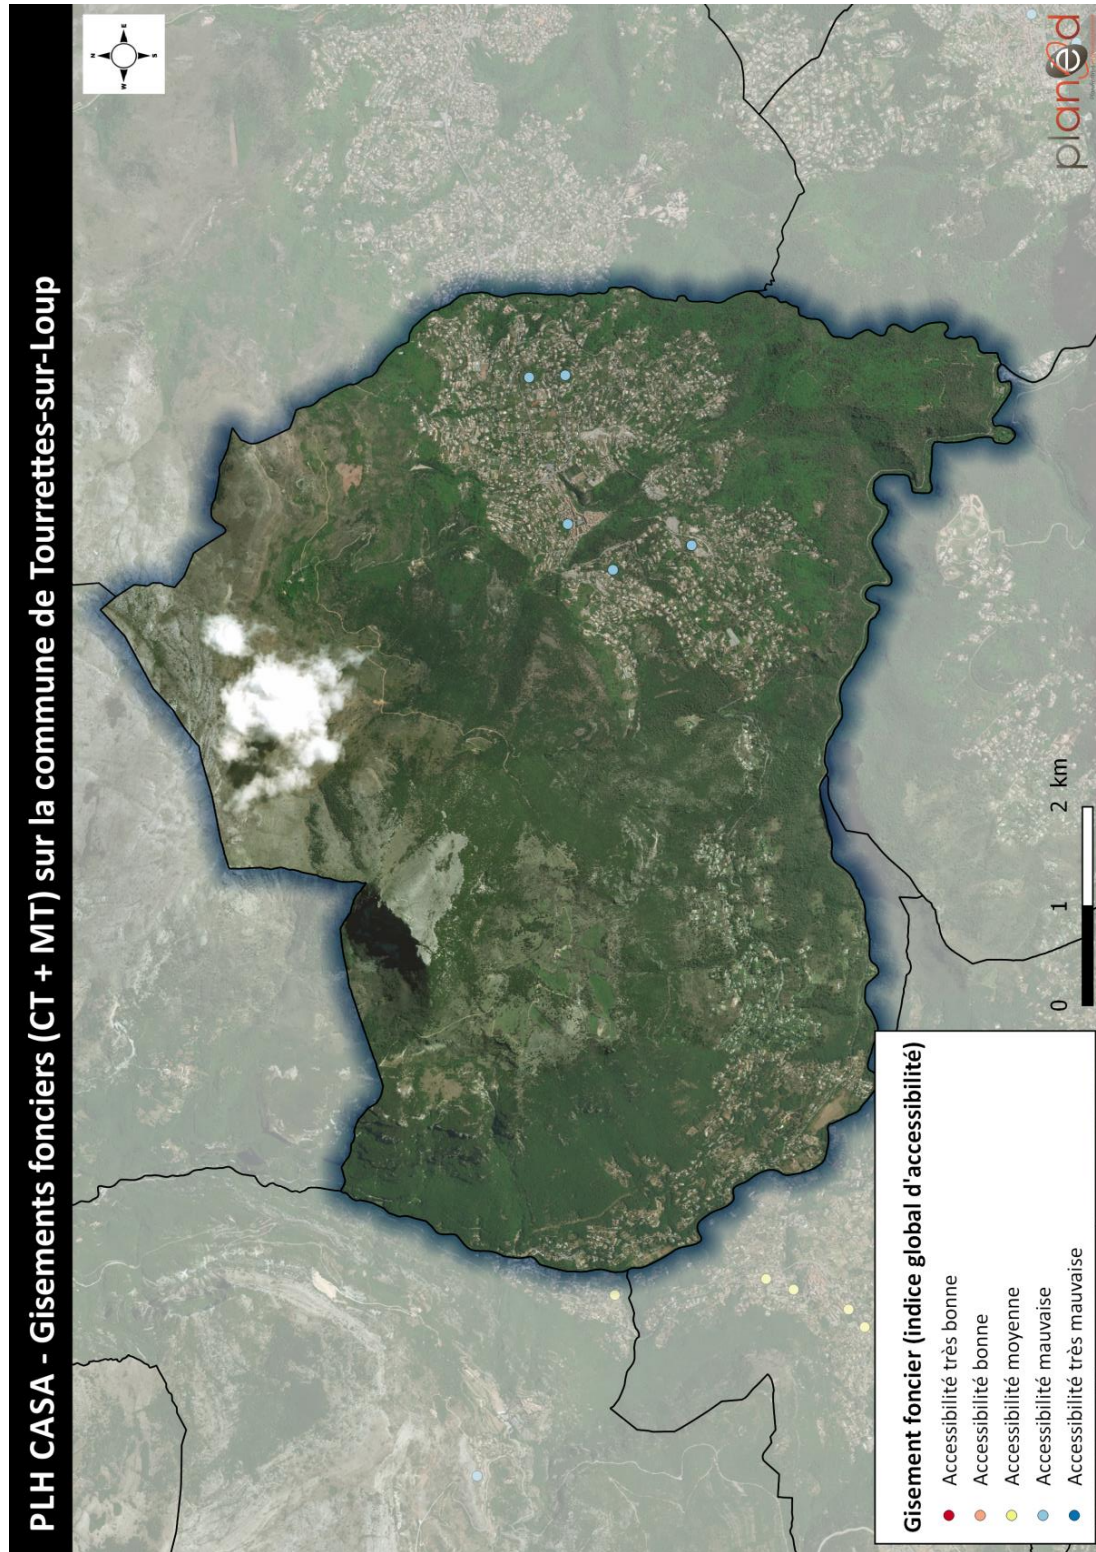 PLH CASA - Gisements fonciers (CT + MT) sur la commune de Tourrettes-sur-Loup
N
E
S
W
planed
0 1 2 km
Gisement foncier (indice global d'accessibilité)
Accessibilité très bonne
Accessibilité bonne
Accessibilité moyenne
Accessibilité mauvaise
Accessibilité très mauvaise